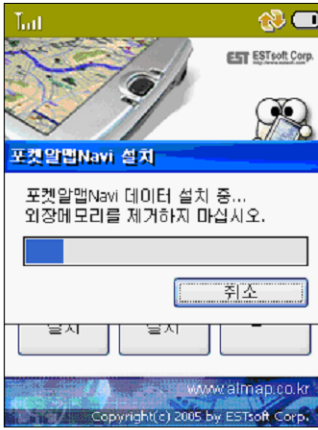 EST ESTsoft Corp.
포켓알맵Navi 설치
포켓알맵Navi 데이터 설치 중...
외장메모리를 제거하지 마십시오.
취소
설치 설치
www.almap.co.kr
Copyright(c) 2005 by ESTsoft Corp.